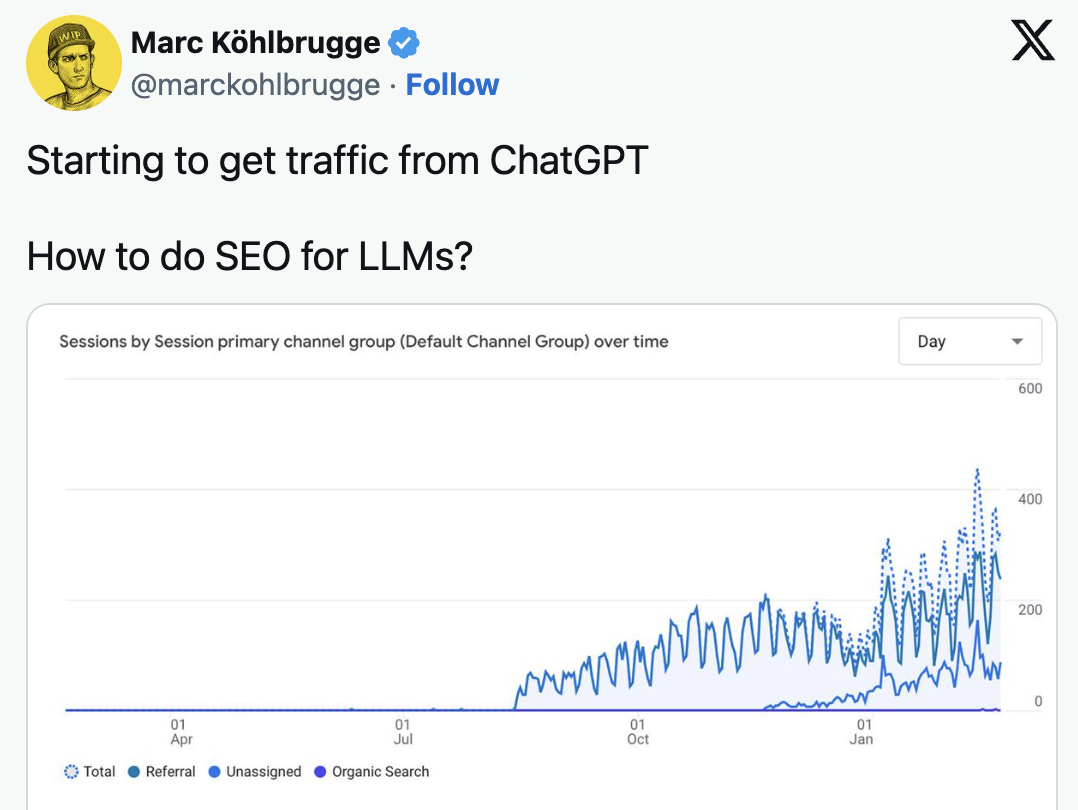 WIP
Marc Köhlbrugge
@marckohlbrugge · Follow
Starting to get traffic from ChatGPT
How to do SEO for LLMs?
Sessions by Session primary channel group (Default Channel Group) over time
Day
600
400
200
0
01 Apr
01 Jul
01 Oct
01 Jan
Total Referral Unassigned Organic Search